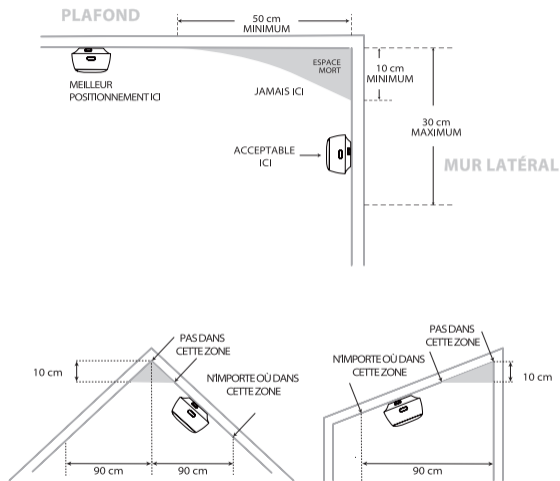 PLAFOND
50 cm
MINIMUM
ESPACE
MORT
10 cm
MINIMUM
MEILLEUR
POSITIONNEMENT ICI
JAMAIS ICI
30 cm
MAXIMUM
ACCEPTABLE
ICI
MUR LATÉRAL
PAS DANS
CETTE ZONE
10 cm
N'IMPORTE OÙ DANS
CETTE ZONE
90 cm
90 cm
PAS DANS
CETTE ZONE
N'IMPORTE OÙ DANS
CETTE ZONE
10 cm
90 cm